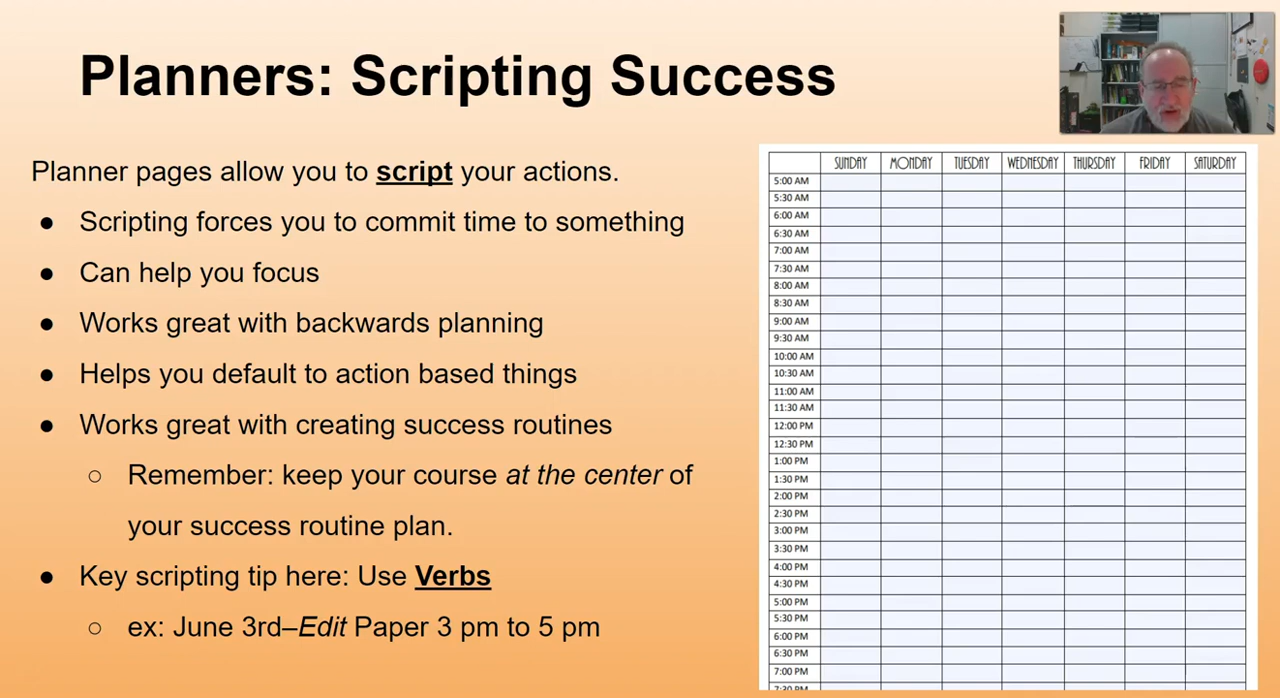 Planners: Scripting Success
Planner pages allow you to script your actions.
● Scripting forces you to commit time to something
● Can help you focus
● Works great with backwards planning
● Helps you default to action based things
● Works great with creating success routines
○ Remember: keep your course at the center of
your success routine plan.
● Key scripting tip here: Use Verbs
○ ex: June 3rd–Edit Paper 3 pm to 5 pm
SUNDAY MONDAY TUESDAY WEDNESDAY THURSDAY FRIDAY SATURDAY
5:00 AM
5:30 AM
6:00 AM
6:30 AM
7:00 AM
7:30 AM
8:00 AM
8:30 AM
9:00 AM
9:30 AM
10:00 AM
10:30 AM
11:00 AM
11:30 AM
12:00 PM
12:30 PM
1:00 PM
1:30 PM
2:00 PM
2:30 PM
3:00 PM
3:30 PM
4:00 PM
4:30 PM
5:00 PM
5:30 PM
6:00 PM
6:30 PM
7:00 PM
7:30 PM